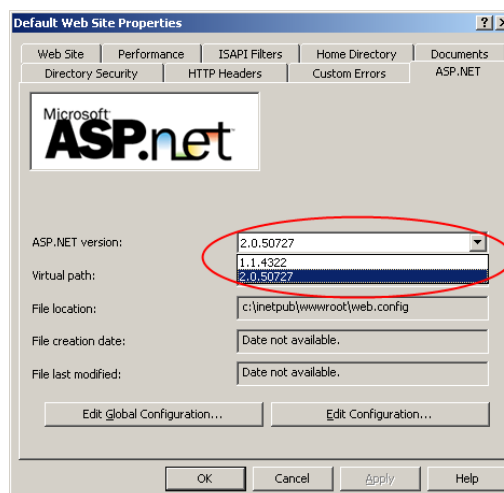 Default Web Site Properties
Web Site Performance ISAPI Filters Home Directory Documents
Directory Security HTTP Headers Custom Errors ASP.NET
Microsoft
ASP.net
ASP.NET version: 2.0.50727
1.1.4322
Virtual path: 2.0.50727
File location: c:\inetpub\wwwroot\web.config
File creation date: Date not available.
File last modified: Date not available.
Edit Global Configuration... Edit Configuration...
OK Cancel Apply Help